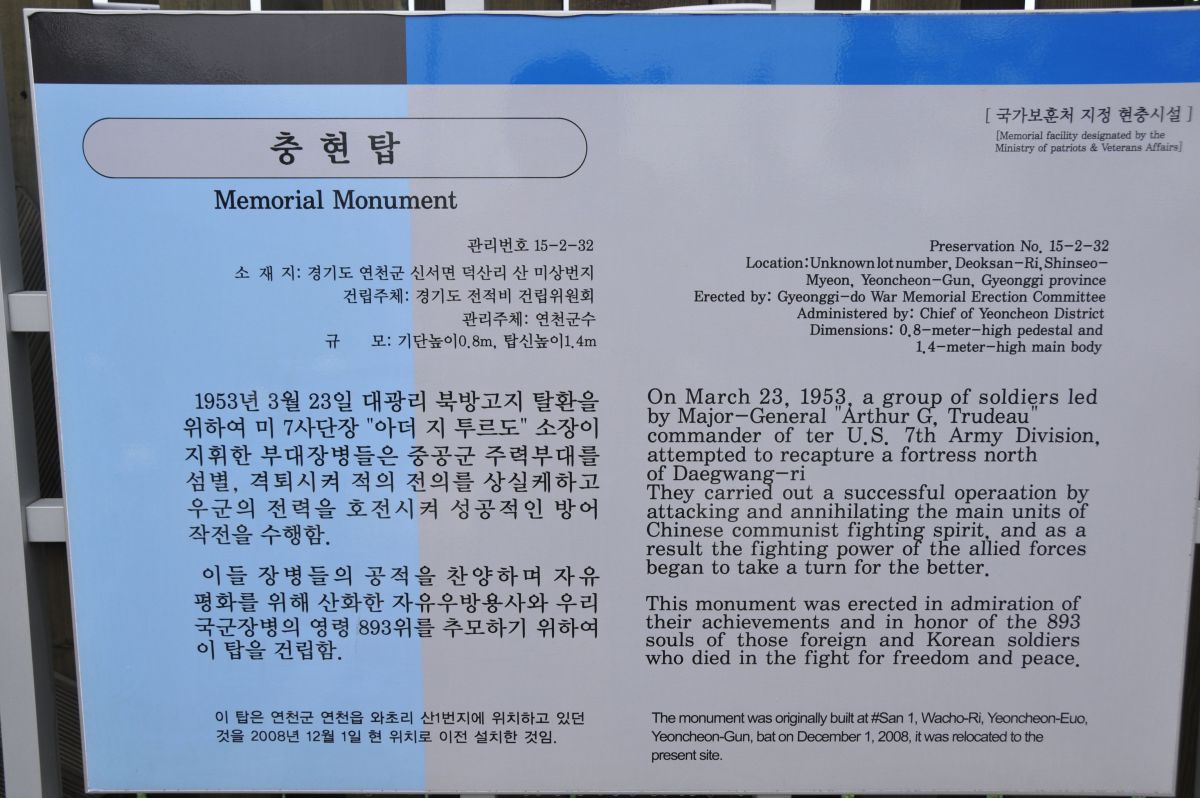 [ 국가보훈처 지정 현충시설 ]
[Memorial facility designated by the
Ministry of patriots & Veterans Affairs]
충현탑
Memorial Monument
관리번호 15-2-32
소 재 지: 경기도 연천군 신서면 덕산리 산 미상번지
건립주체: 경기도 전적비 건립위원회
관리주체: 연천군수
규 모: 기단높이0.8m, 탑신높이1.4m
1953년 3월 23일 대광리 북방고지 탈환을
위하여 미 7사단장 "아더 지 투르도" 소장이
지휘한 부대장병들은 중공군 주력부대를
섬별, 격퇴시켜 적의 전의를 상실케하고
우군의 전력을 호전시켜 성공적인 방어
작전을 수행함.
이들 장병들의 공적을 찬양하며 자유
평화를 위해 산화한 자유우방용사와 우리
국군장병의 영령 893위를 추모하기 위하여
이 탑을 건립함.
이 탑은 연천군 연천읍 와초리 산1번지에 위치하고 있던
것을 2008년 12월 1일 현 위치로 이전 설치한 것임.
Preservation No. 15-2-32
Location:Unknown lot number, Deoksan-Ri, Shinseo-
Myeon, Yeoncheon-Gun, Gyeonggi province
Erected by: Gyeonggi-do War Memorial Erection Committee
Administered by: Chief of Yeoncheon District
Dimensions: 0.8-meter-high pedestal and
1.4-meter-high main body
On March 23, 1953, a group of soldiers led
by Major-General "Arthur G, Trudeau"
commander of ter U.S. 7th Army Division,
attempted to recapture a fortress north
of Daegwang-ri
They carried out a successful operaation by
attacking and annihilating the main units of
Chinese communist fighting spirit, and as a
result the fighting power of the allied forces
began to take a turn for the better.
This monument was erected in admiration of
their achievements and in honor of the 893
souls of those foreign and Korean soldiers
who died in the fight for freedom and peace.
The monument was originally built at #San 1, Wacho-Ri, Yeoncheon-Euo,
Yeoncheon-Gun, bat on December 1, 2008, it was relocated to the
present site.